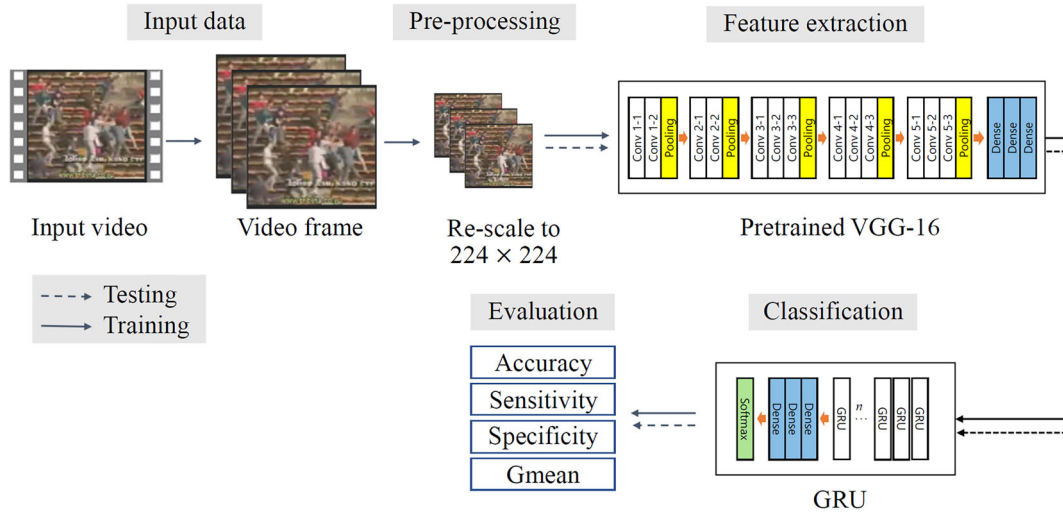 Input data
Pre-processing
Feature extraction
Conv 1-1
Conv 1-2
Pooling
Conv 2-1
Conv 2-2
Pooling
Conv 3-1
Conv 3-2
Conv 3-3
Pooling
Conv 4-1
Conv 4-2
Conv 4-3
Pooling
Conv 5-1
Conv 5-2
Conv 5-3
Pooling
Dense
Dense
Dense
Input video
Video frame
Re-scale to
224 × 224
Pretrained VGG-16
Testing
Training
Evaluation
Classification
Accuracy
Sensitivity
Specificity
Gmean
Softmax
Dense
Dense
Dense
GRU
n
...
GRU
GRU
GRU
GRU